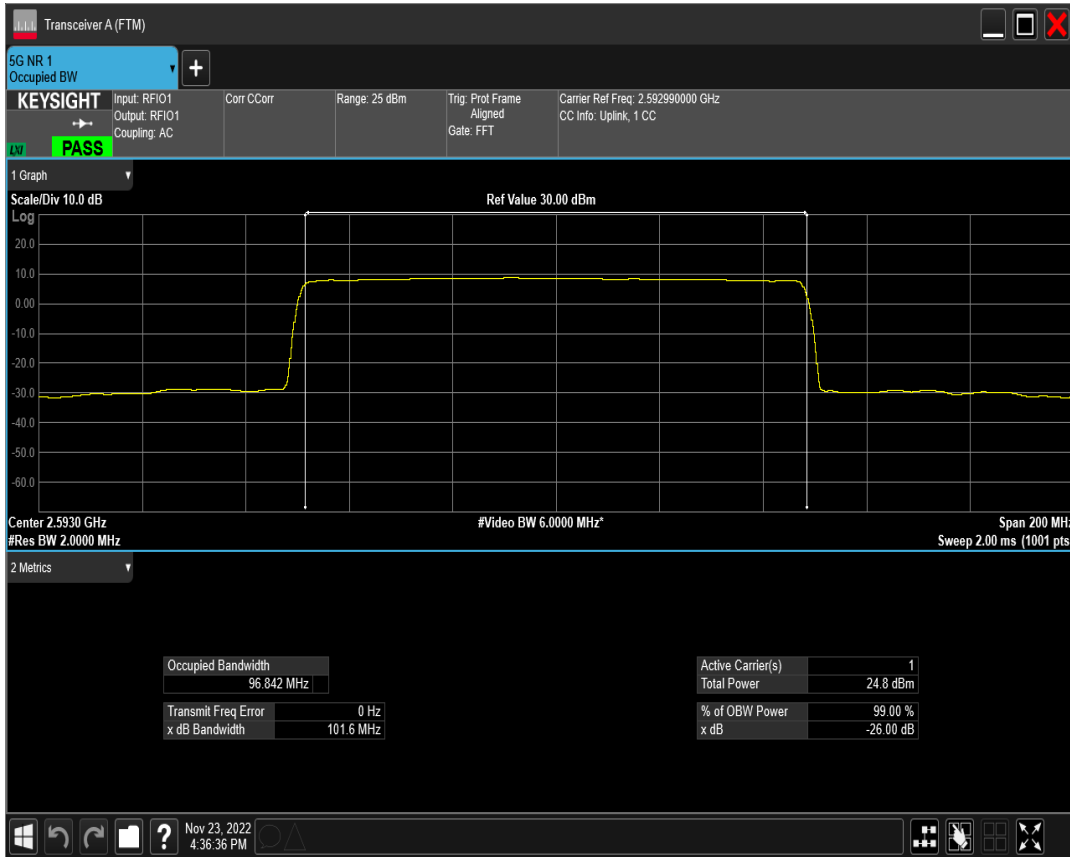 Transceiver A (FTM)
5G NR 1
Occupied BW
+
KEYSIGHT
LXI
PASS
Input: RFIO1
Output: RFIO1
Coupling: AC
Corr CCorr
Range: 25 dBm
Trig: Prot Frame
Aligned
Gate: FFT
Carrier Ref Freq: 2.592990000 GHz
CC Info: Uplink, 1 CC
1 Graph
Scale/Div 10.0 dB
Ref Value 30.00 dBm
Log
20.0
10.0
0.00
-10.0
-20.0
-30.0
-40.0
-50.0
-60.0
Center 2.5930 GHz
#Video BW 6.0000 MHz*
Span 200 MHz
#Res BW 2.0000 MHz
Sweep 2.00 ms (1001 pts
2 Metrics
Occupied Bandwidth
96.842 MHz
Transmit Freq Error 0 Hz
x dB Bandwidth 101.6 MHz
Active Carrier(s) 1
Total Power 24.8 dBm
% of OBW Power 99.00 %
x dB -26.00 dB
?
Nov 23, 2022
4:36:36 PM